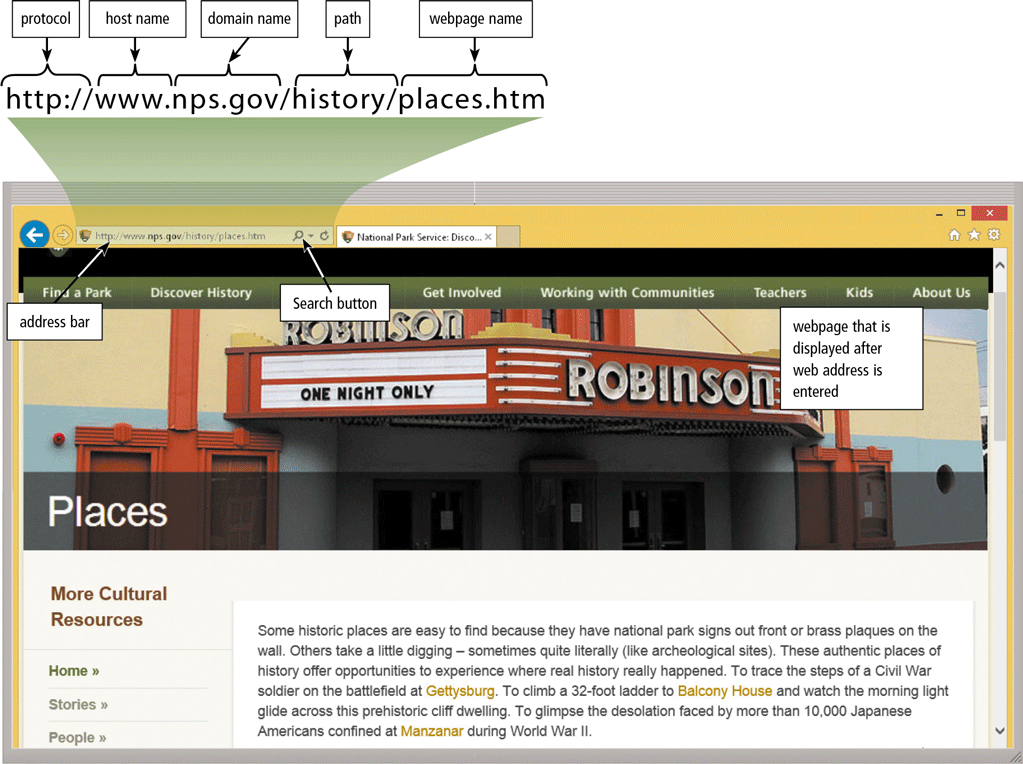 protocol
host name
domain name
path
webpage name
http://www.nps.gov/history/places.htm
http://www.nps.gov/history/places.htm
National Park Service: Disco...
Find a Park
Discover History
Get Involved
Working with Communities
Teachers
Kids
About Us
address bar
Search button
webpage that is
displayed after
web address is
entered
ROBINSON
ONE NIGHT ONLY
ROBINSON
Places
More Cultural
Resources
Home »
Stories »
People »
Some historic places are easy to find because they have national park signs out front or brass plaques on the
wall. Others take a little digging – sometimes quite literally (like archeological sites). These authentic places of
history offer opportunities to experience where real history really happened. To trace the steps of a Civil War
soldier on the battlefield at Gettysburg. To climb a 32-foot ladder to Balcony House and watch the morning light
glide across this prehistoric cliff dwelling. To glimpse the desolation faced by more than 10,000 Japanese
Americans confined at Manzanar during World War II.